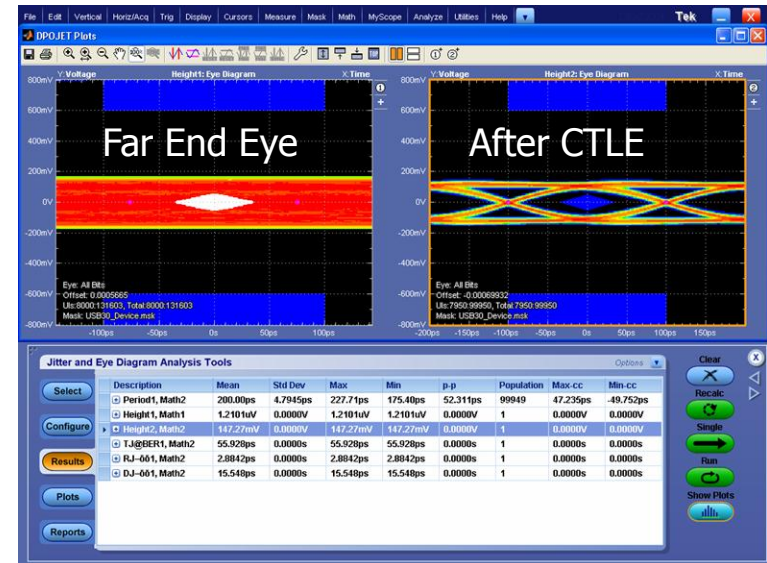 File Edit Vertical Horiz/Acq Trig Display Cursors Measure Mask Math MyScope Analyze Utilities Help Tek
DPOJET Plots
Y:Voltage Height1: Eye Diagram X:Time
800mV
600mV
400mV
200mV
0V
-200mV
-400mV
-600mV
-800mV
Far End Eye
Eye: All Bits
Offset: 0.0005665
UIs:8000:131603, Total:8000:131603
Mask: USB30_Device.msk
-100ps -50ps 0s 50ps 100ps
1
Y:Voltage Height2: Eye Diagram X:Time
800mV
600mV
400mV
200mV
0V
-200mV
-400mV
-600mV
-800mV
After CTLE
Eye: All Bits
Offset: -0.00069932
UIs:7950:99950, Total:7950:99950
Mask: USB30_Device.msk
-200ps -150ps -100ps -50ps 0s 50ps 100ps 150ps
2
Jitter and Eye Diagram Analysis Tools Options
Select
Configure
Results
Plots
Reports
Description Mean Std Dev Max Min p-p Population Max-cc Min-cc
Period1, Math2 200.00ps 4.7945ps 227.71ps 175.40ps 52.311ps 99949 47.235ps -49.752ps
Height1, Math1 1.2101uV 0.0000V 1.2101uV 1.2101uV 0.0000V 1 0.0000V 0.0000V
Height2, Math2 147.27mV 0.0000V 147.27mV 147.27mV 0.0000V 1 0.0000V 0.0000V
TJ@BER1, Math2 55.928ps 0.0000s 55.928ps 55.928ps 0.0000s 1 0.0000s 0.0000s
RJ–δδ1, Math2 2.8842ps 0.0000s 2.8842ps 2.8842ps 0.0000s 1 0.0000s 0.0000s
DJ–δδ1, Math2 15.548ps 0.0000s 15.548ps 15.548ps 0.0000s 1 0.0000s 0.0000s
Clear
Recalc
Single
Run
Show Plots